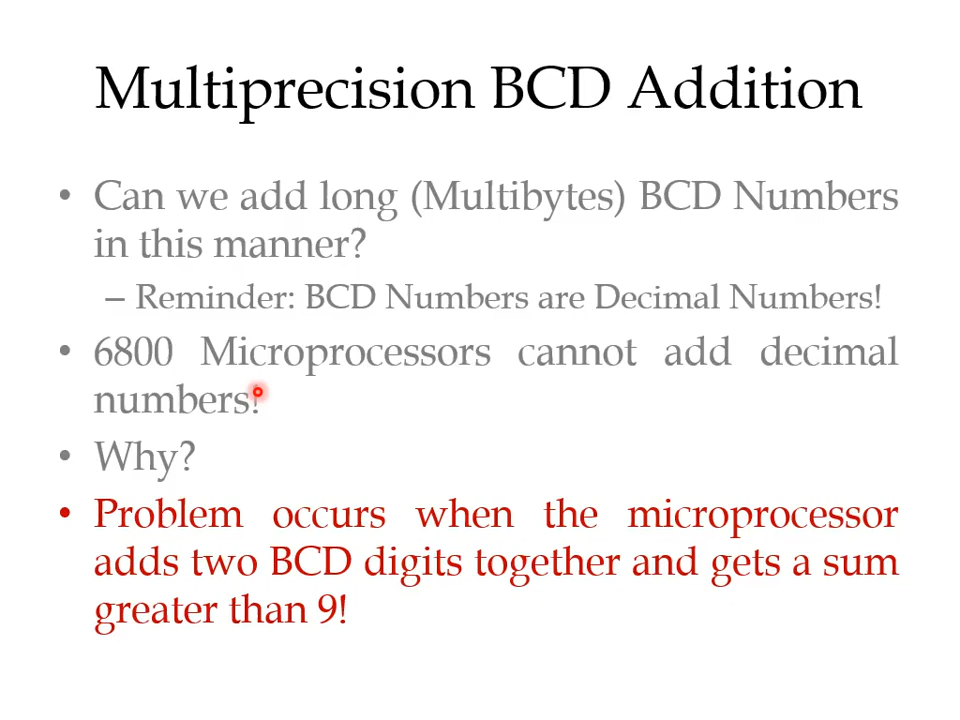 Multiprecision BCD Addition
• Can we add long (Multibytes) BCD Numbers
in this manner?
– Reminder: BCD Numbers are Decimal Numbers!
• 6800 Microprocessors cannot add decimal
numbers!
• Why?
• Problem occurs when the microprocessor
adds two BCD digits together and gets a sum
greater than 9!